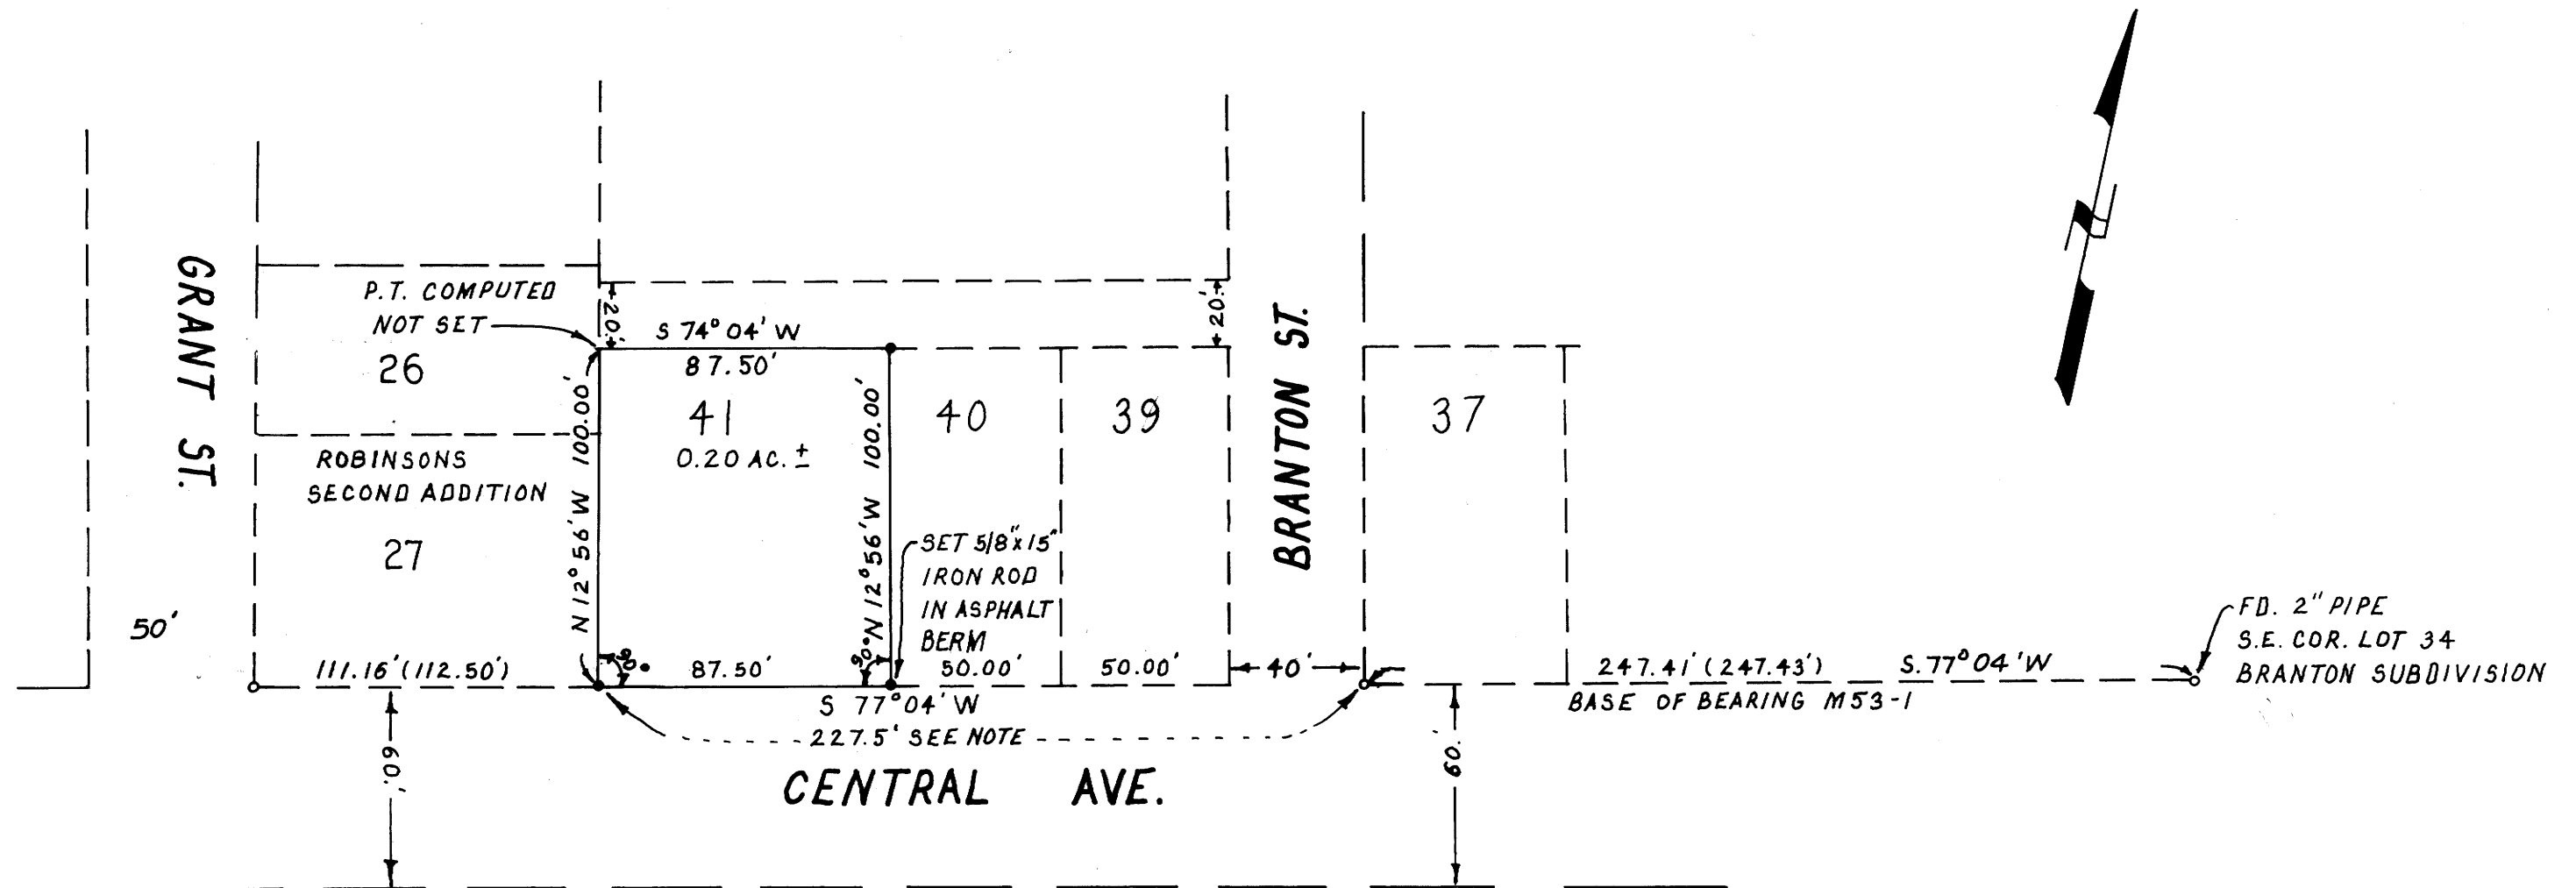 GRANT ST.
P.T. COMPUTED
NOT SET
26
ROBINSONS
SECOND ADDITION
27
50'
111.16' (112.50')
60.'
20.'
S 74° 04' W
87.50'
41
0.20 AC. ±
N 12° 56' W 100.00'
N 12° 56' W 100.00'
90°
90°
87.50'
S 77° 04' W
227.5' SEE NOTE
CENTRAL AVE.
40
39
SET 5/8" x 15"
IRON ROD
IN ASPHALT
BERM
50.00'
50.00'
20.'
BRANTON ST.
40'
37
60.'
247.41' (247.43') S. 77° 04' W
BASE OF BEARING M53-1
FD. 2" PIPE
S.E. COR. LOT 34
BRANTON SUBDIVISION
N